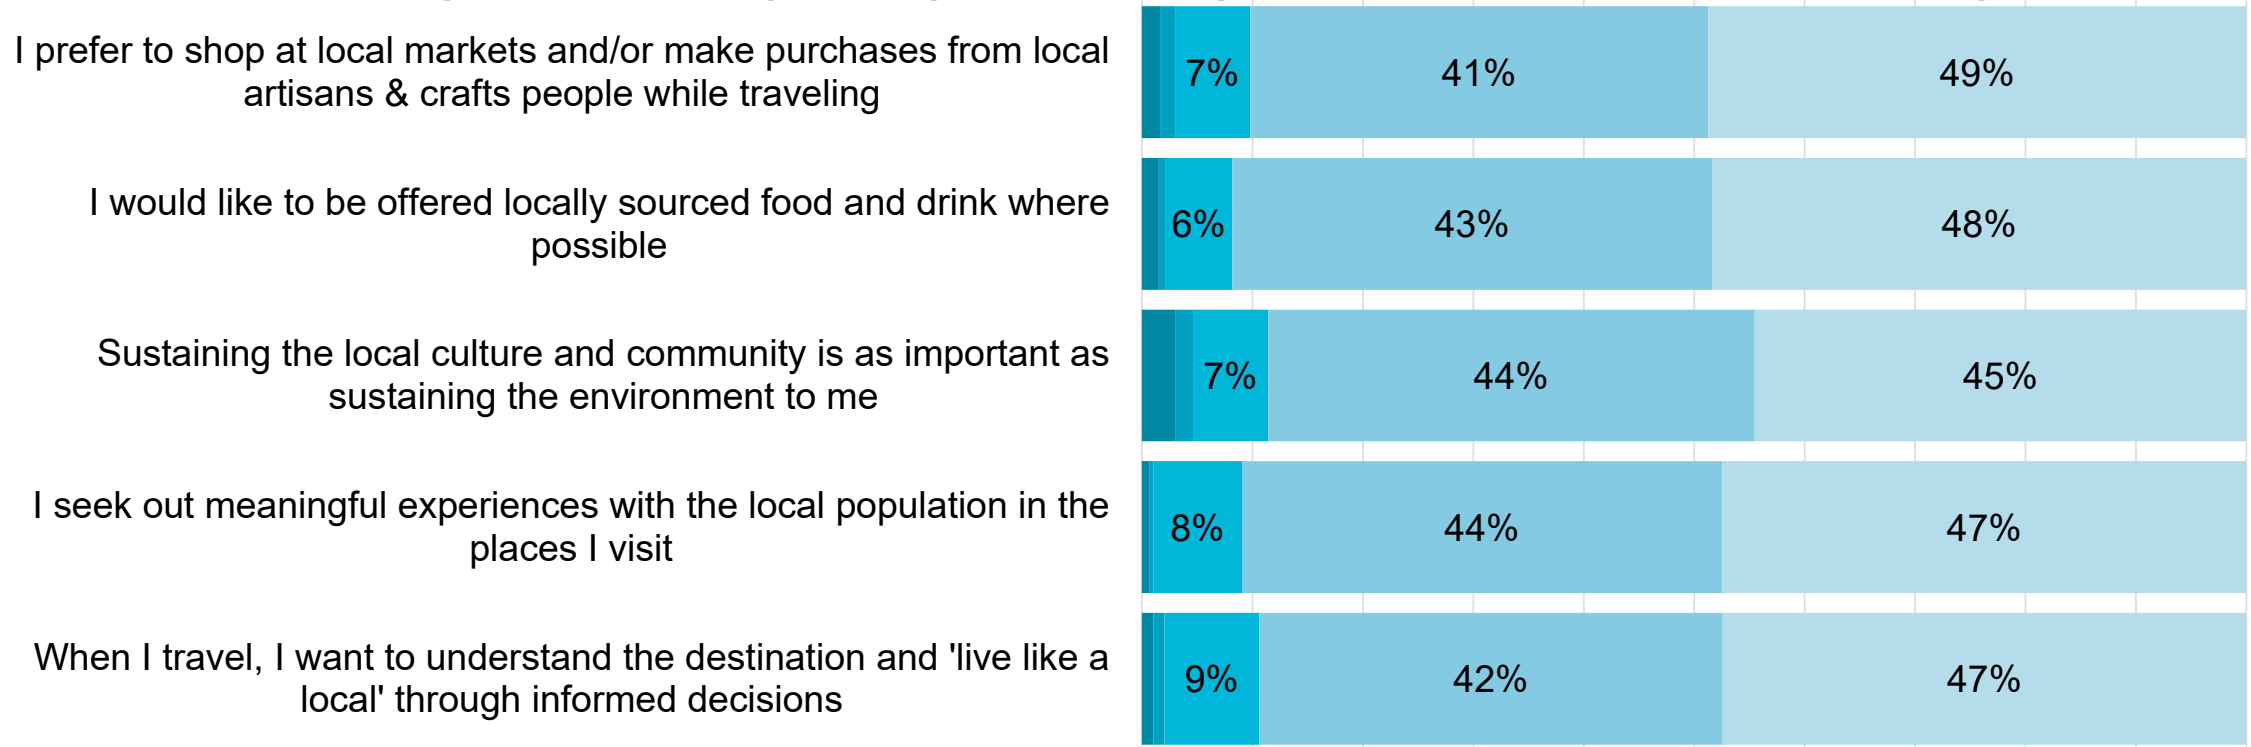 I prefer to shop at local markets and/or make purchases from local
artisans & crafts people while traveling
7% 41% 49%
I would like to be offered locally sourced food and drink where
possible
6% 43% 48%
Sustaining the local culture and community is as important as
sustaining the environment to me
7% 44% 45%
I seek out meaningful experiences with the local population in the
places I visit
8% 44% 47%
When I travel, I want to understand the destination and 'live like a
local' through informed decisions
9% 42% 47%